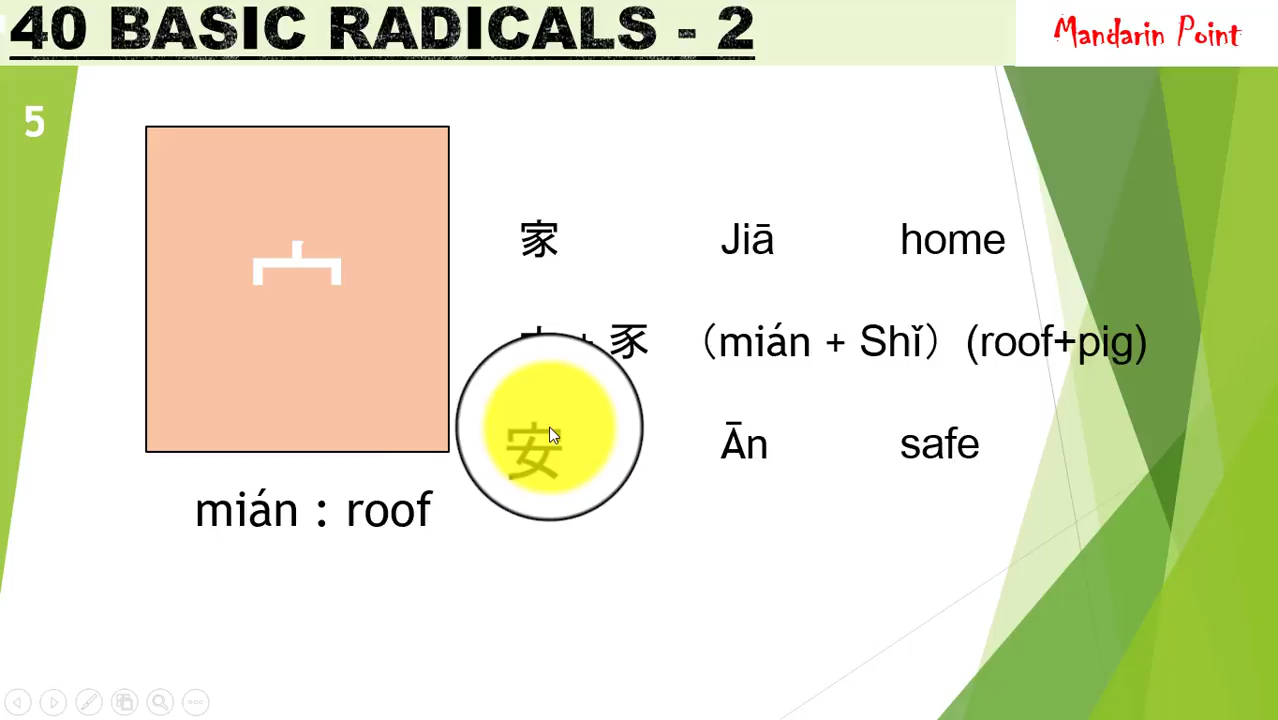 40 BASIC RADICALS - 2
Mandarin Point
5
宀
家 Jiā home
+ 豕 （mián + Shǐ）(roof+pig)
安 Ān safe
mián : roof